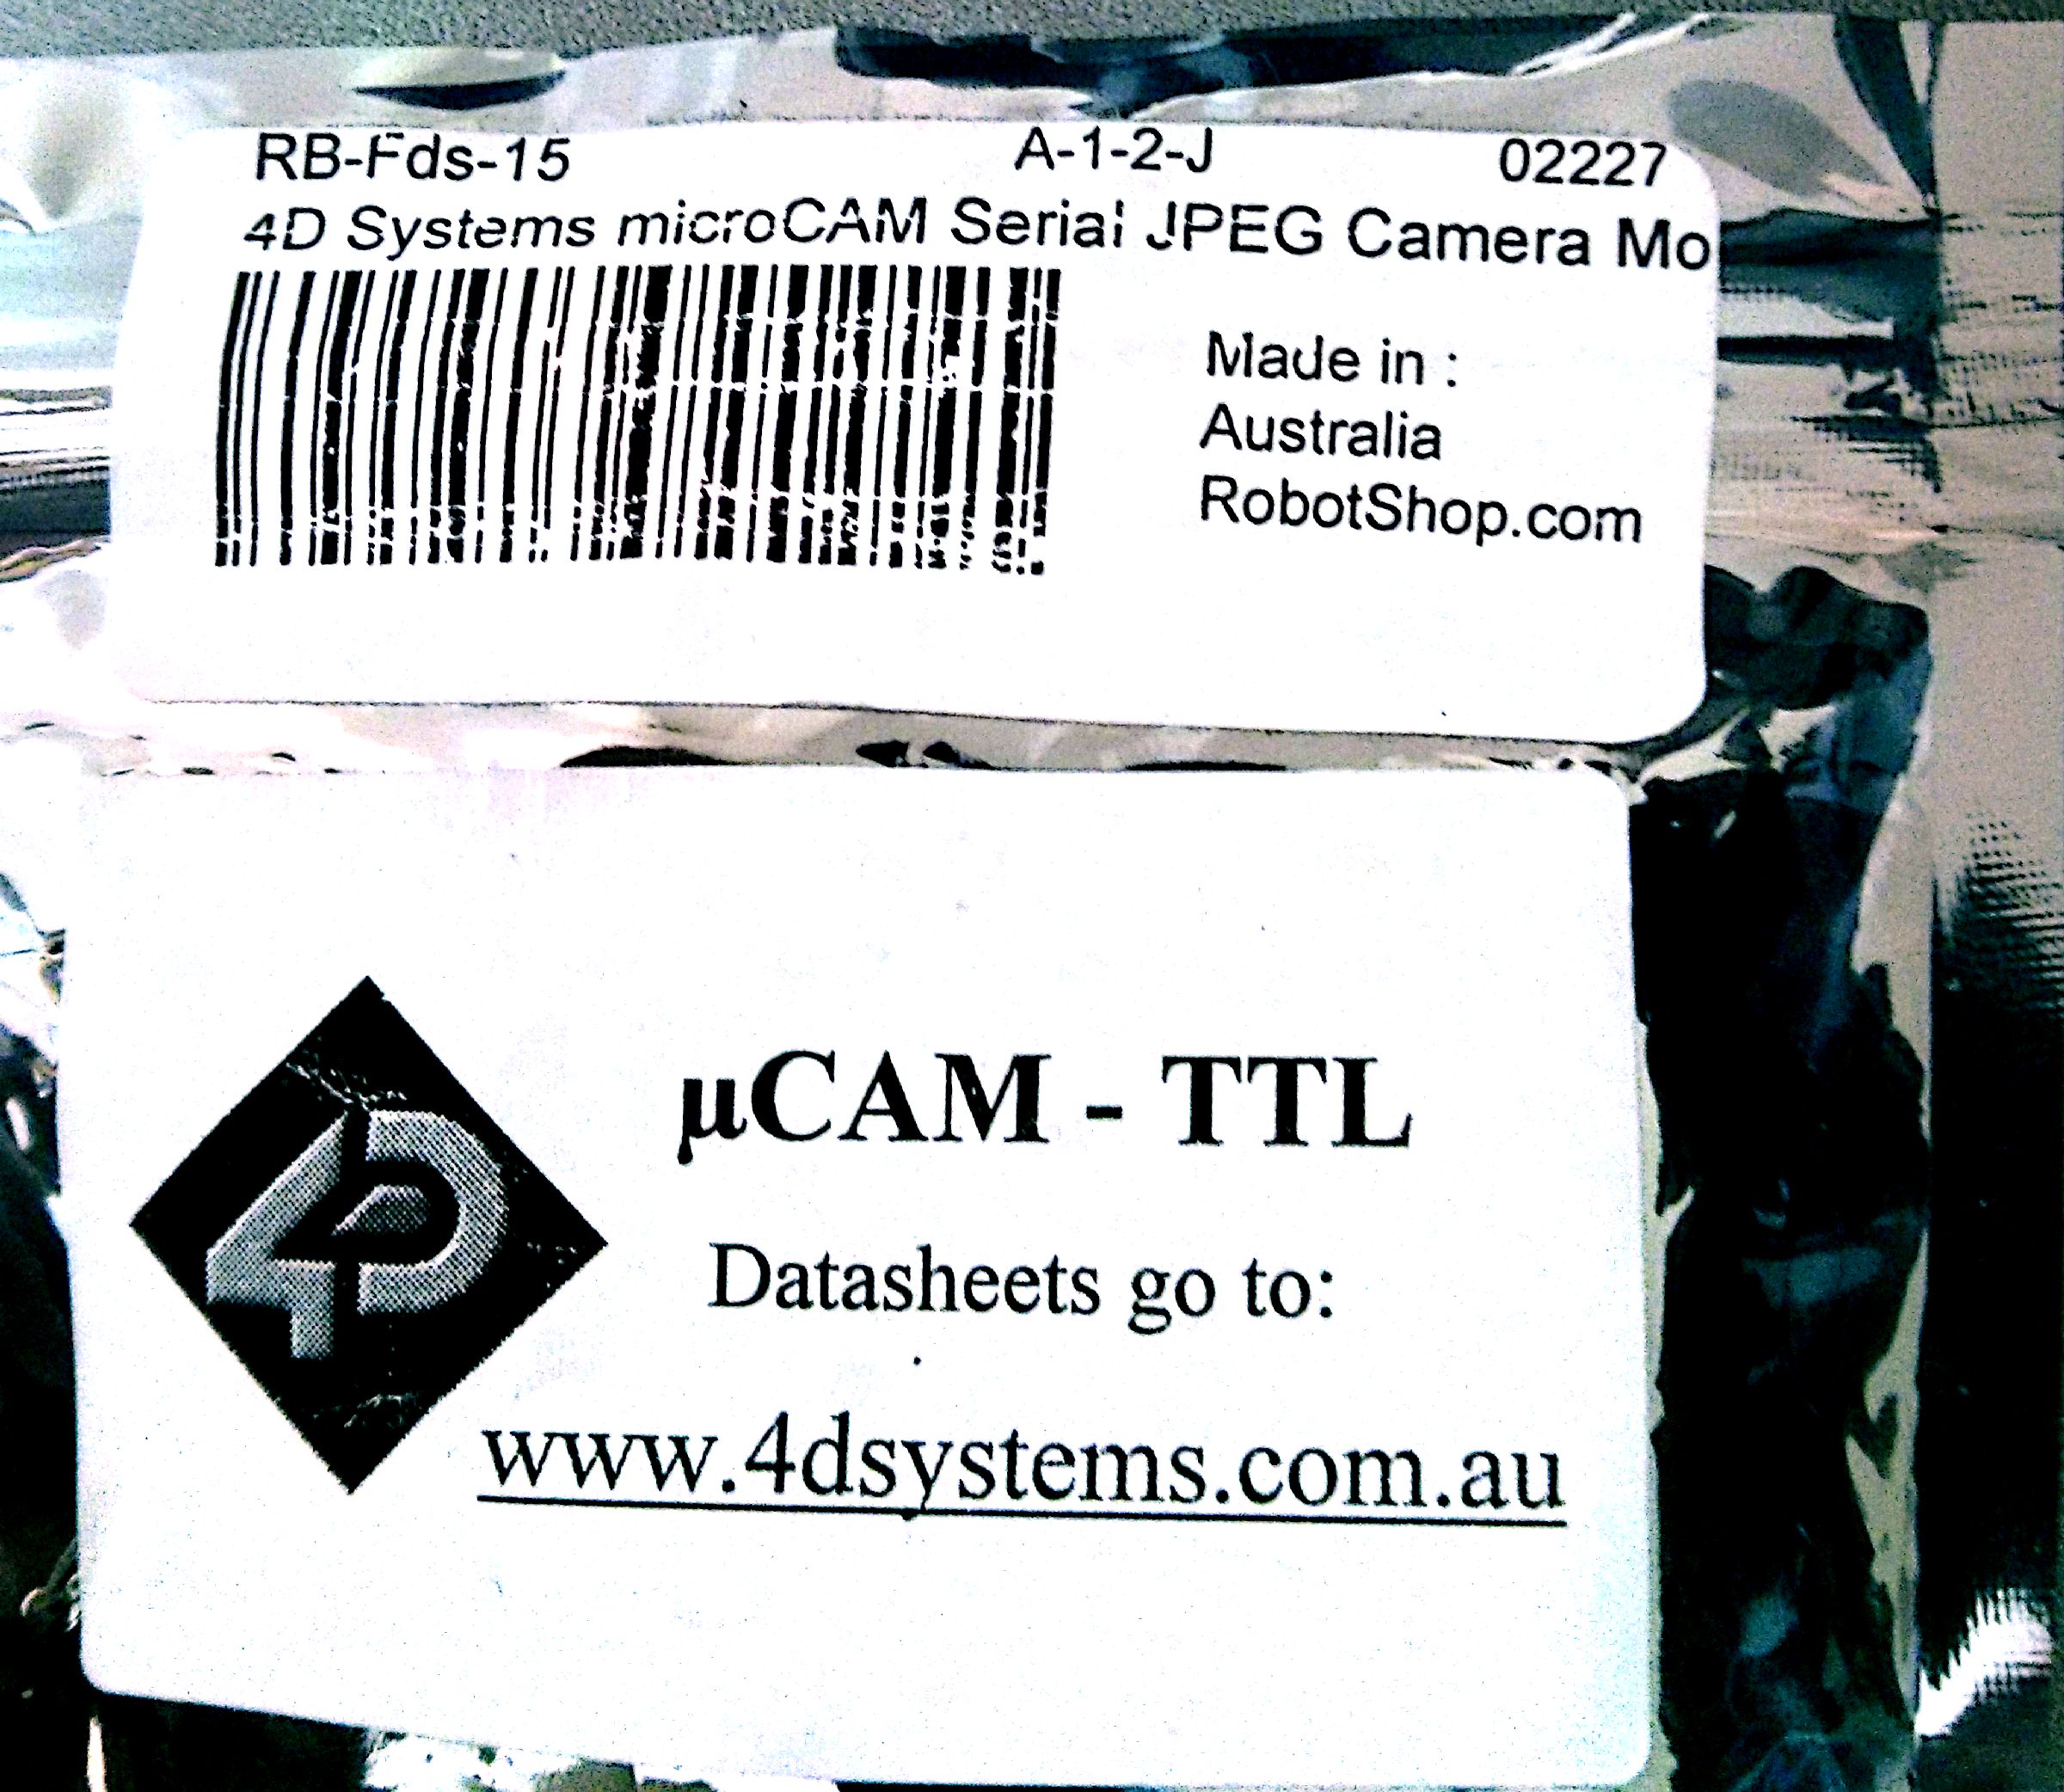 RB-Fds-15 A-1-2-J 02227
4D Systems microCAM Serial JPEG Camera Mo
Made in :
Australia
RobotShop.com
4D
µCAM - TTL
Datasheets go to:
www.4dsystems.com.au